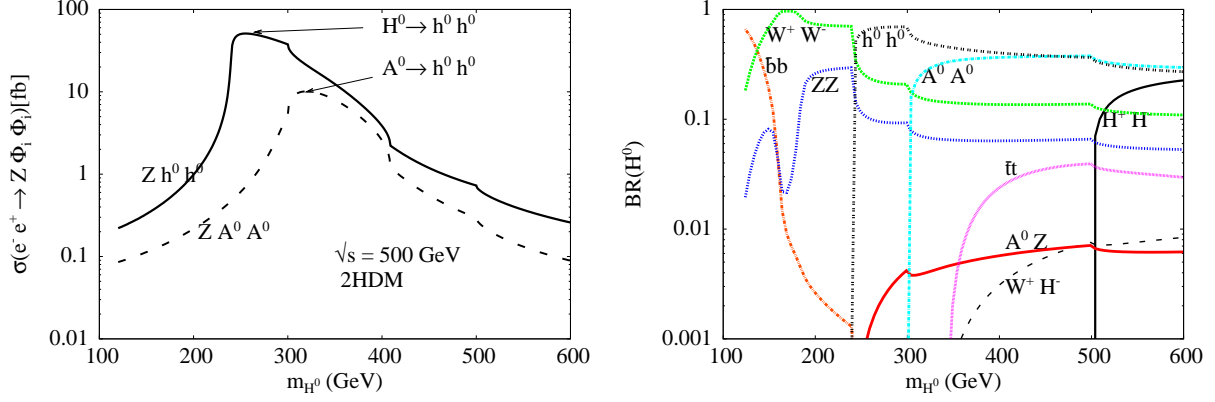 σ(e⁻ e⁺ → Z Φᵢ Φᵢ)[fb]
100
10
1
0.1
0.01
H⁰→ h⁰ h⁰
A⁰→ h⁰ h⁰
Z h⁰ h⁰
Z A⁰ A⁰
√s = 500 GeV
2HDM
100 200 300 400 500 600
m_H⁰ (GeV)
BR(H⁰)
1
0.1
0.01
0.001
W⁺ W⁻
h⁰ h⁰
b̄b
ZZ
A⁰ A⁰
H⁺ H⁻
t̄t
A⁰ Z
W⁺ H⁻
100 200 300 400 500 600
m_H⁰ (GeV)